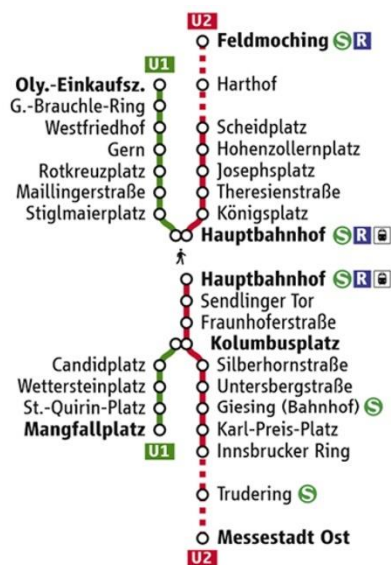 U2
Feldmoching S R
U1
Oly.-Einkaufsz.
Harthof
G.-Brauchle-Ring
Westfriedhof
Scheidplatz
Gern
Hohenzollernplatz
Rotkreuzplatz
Josephsplatz
Maillingerstraße
Theresienstraße
Stiglmaierplatz
Königsplatz
Hauptbahnhof S R
Hauptbahnhof S R
Sendlinger Tor
Fraunhoferstraße
Kolumbusplatz
Candidplatz
Silberhornstraße
Wettersteinplatz
Untersbergstraße
St.-Quirin-Platz
Giesing (Bahnhof) S
Mangfallplatz
Karl-Preis-Platz
U1
Innsbrucker Ring
Trudering S
Messestadt Ost
U2